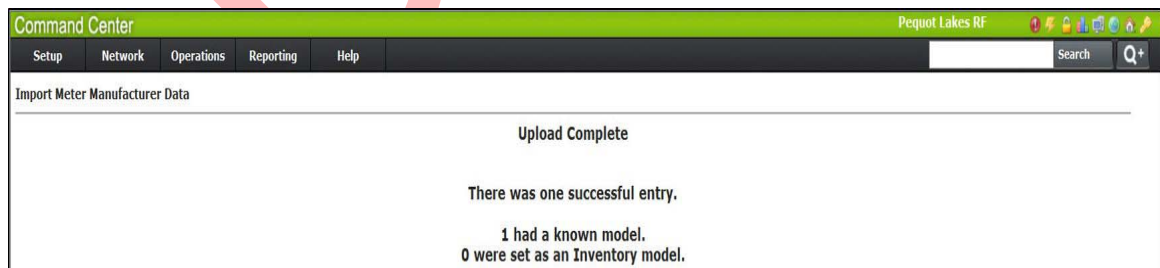 Command Center
Pequot Lakes RF
Setup Network Operations Reporting Help
Search Q+
Import Meter Manufacturer Data
Upload Complete
There was one successful entry.
1 had a known model.
0 were set as an Inventory model.